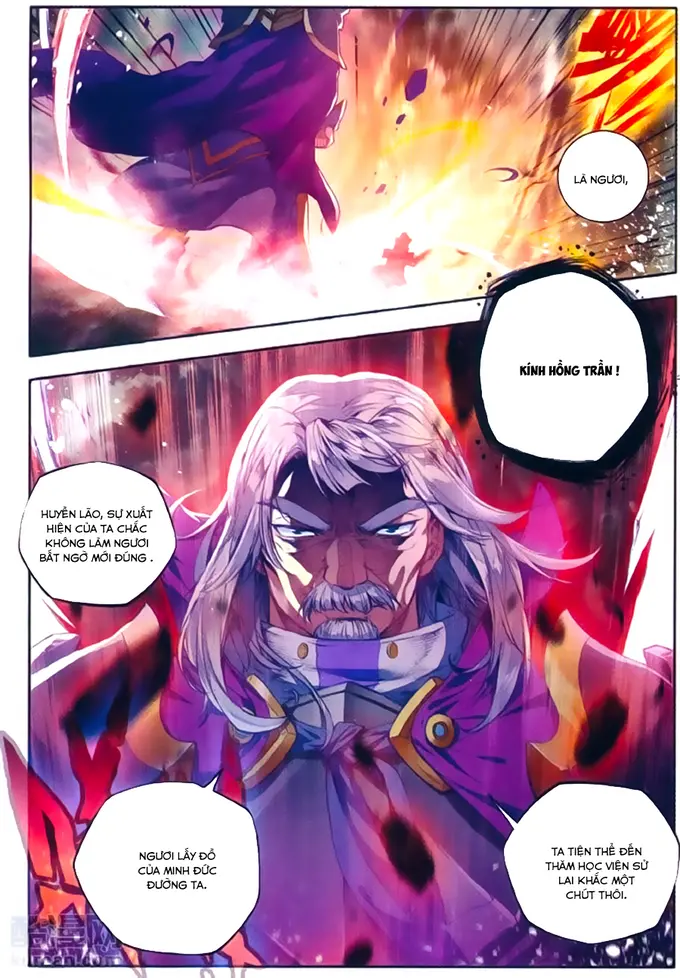 LÀ NGƯƠI,
KÍNH HỒNG TRẦN !
HUYỀN LÃO, SỰ XUẤT
HIỆN CỦA TA CHẮC
KHÔNG LÀM NGƯƠI
BẤT NGỜ MỚI ĐÚNG .
NGƯƠI LẤY ĐỒ
CỦA MINH ĐỨC
ĐƯỜNG TA.
TA TIỆN THỂ ĐẾN
THĂM HỌC VIỆN SỬ
LAI KHẮC MỘT
CHÚT THÔI.